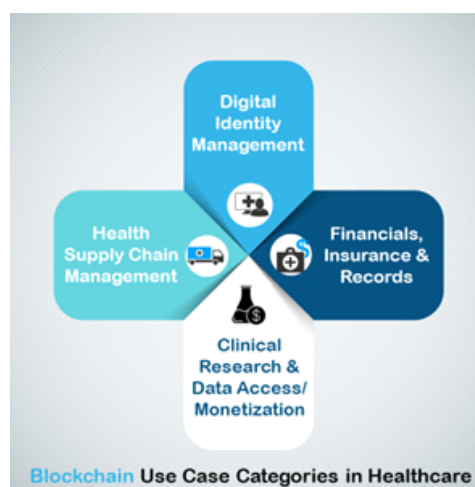 Digital
Identity
Management
Health
Supply Chain
Management
Financials,
Insurance &
Records
$
$
Clinical
Research &
Data Access/
Monetization
Blockchain Use Case Categories in Healthcare